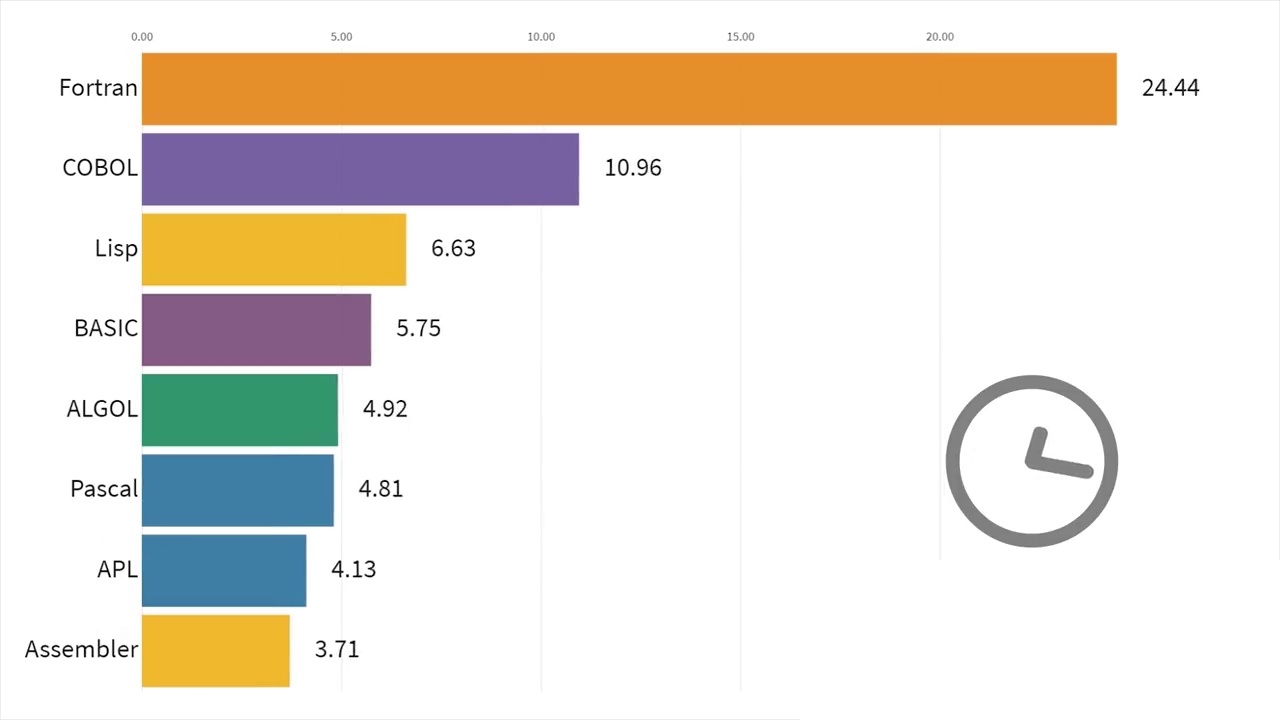 0.00 5.00 10.00 15.00 20.00
Fortran 24.44
COBOL 10.96
Lisp 6.63
BASIC 5.75
ALGOL 4.92
Pascal 4.81
APL 4.13
Assembler 3.71